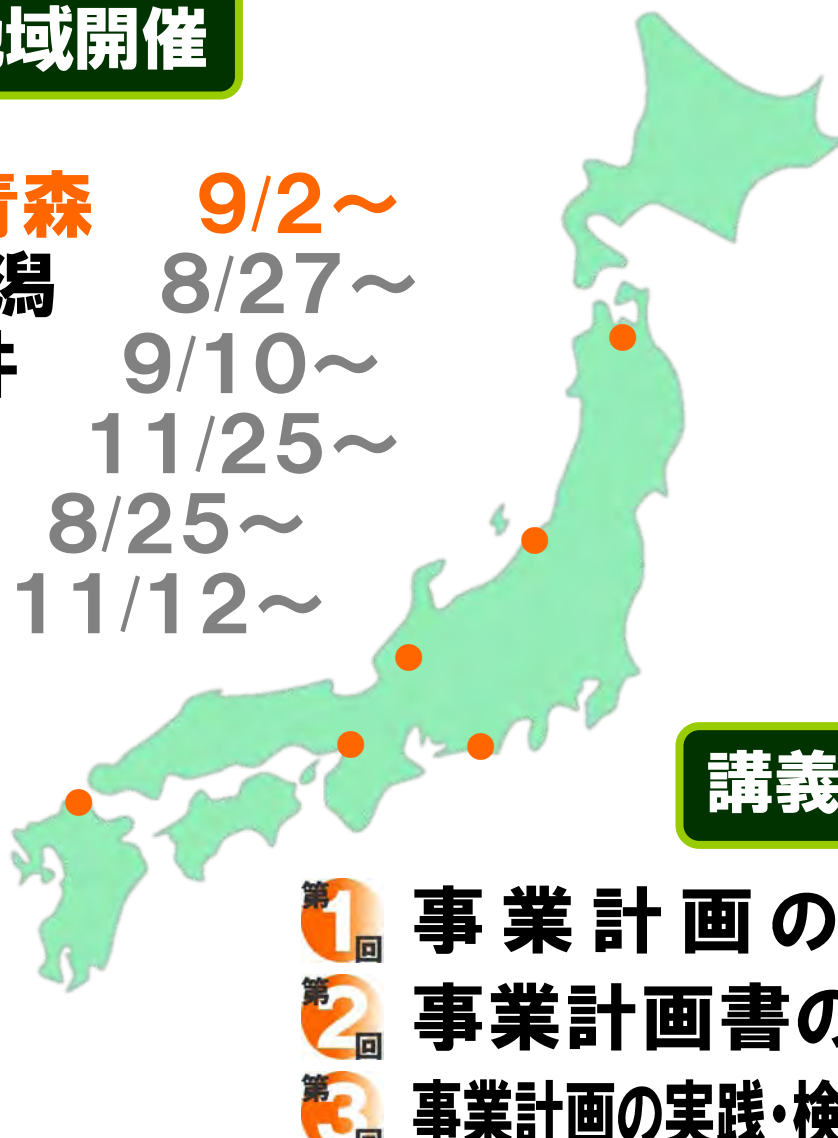 域開催
青森 9/2~
潟 8/27~
井 9/10~
11/25~
8/25~
11/12~
講義
第1回 事業計画の
第2回 事業計画書の
第3回 事業計画の実践・検